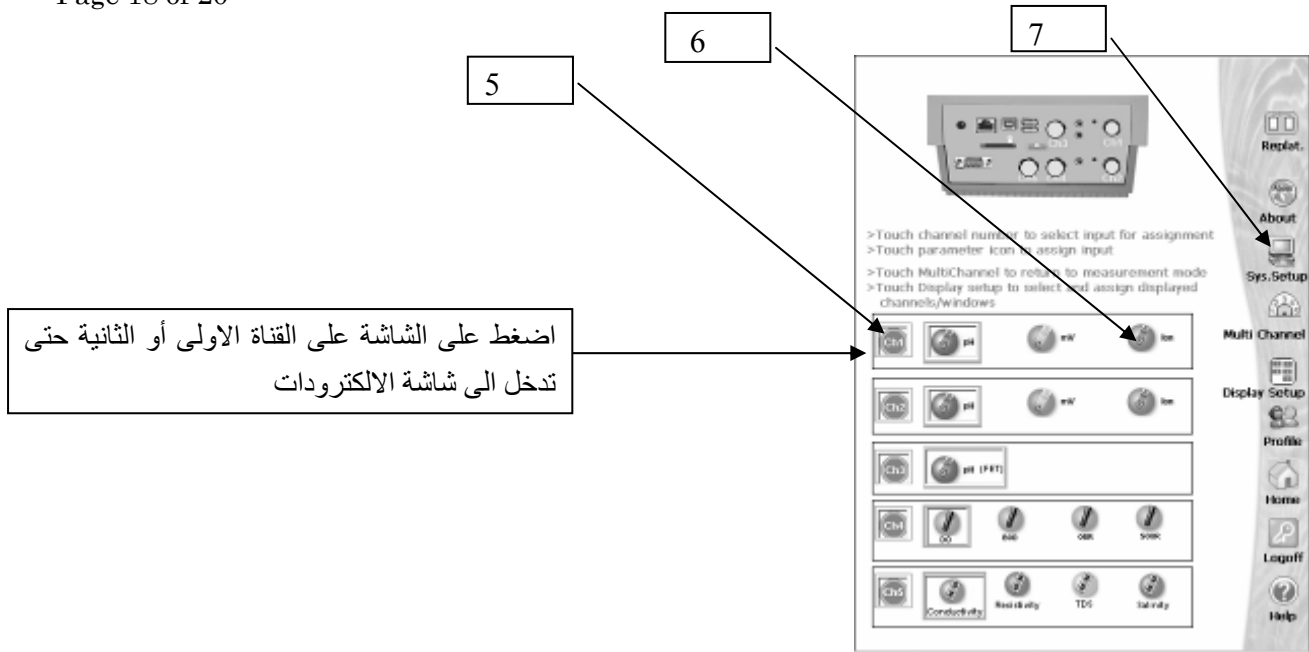 Page 18 of 20
5
6
7
اضغط على الشاشة على القناة الاولى أو الثانية حتى
تدخل الى شاشة الالكترودات
>Touch channel number to select input for assignment
>Touch parameter icon to assign input
>Touch MultiChannel to return to measurement mode
>Touch Display setup to select and assign displayed
channels/windows
Ch1 pH mV Ion
Ch2 pH mV Ion
Ch3 pH (PRT)
Ch4 DO BOD OUR SOUR
Ch5 Conductivity Resistivity TDS Salinity
Replat.
About
Sys.Setup
Multi Channel
Display Setup
Profile
Home
Logoff
Help